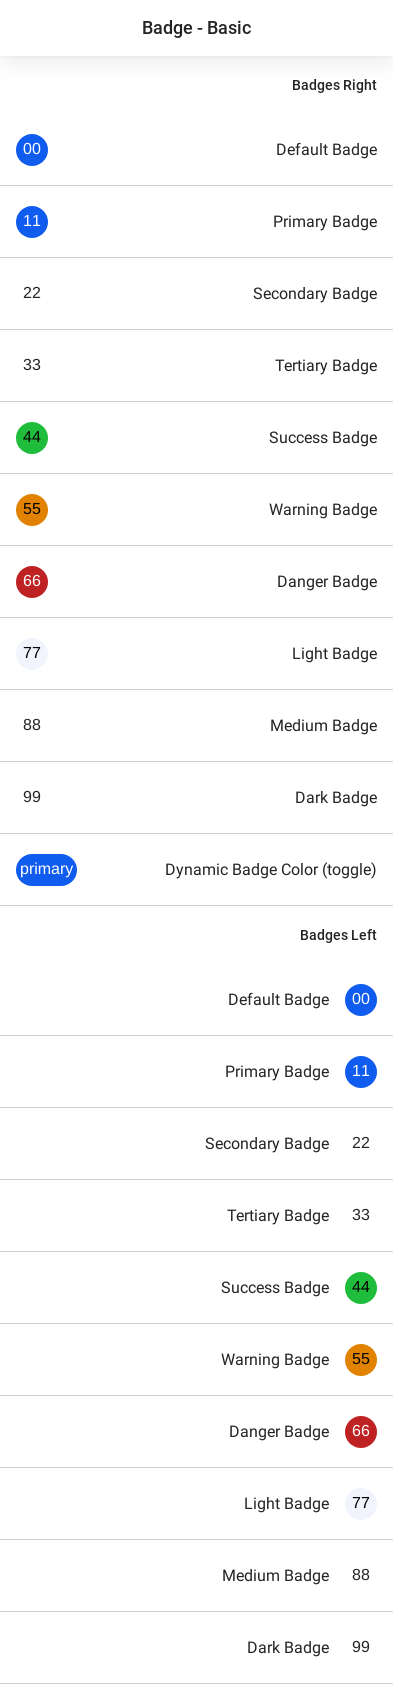 Badge - Basic
Badges Right
00 Default Badge
11 Primary Badge
22 Secondary Badge
33 Tertiary Badge
44 Success Badge
55 Warning Badge
66 Danger Badge
77 Light Badge
88 Medium Badge
99 Dark Badge
primary Dynamic Badge Color (toggle)
Badges Left
Default Badge 00
Primary Badge 11
Secondary Badge 22
Tertiary Badge 33
Success Badge 44
Warning Badge 55
Danger Badge 66
Light Badge 77
Medium Badge 88
Dark Badge 99